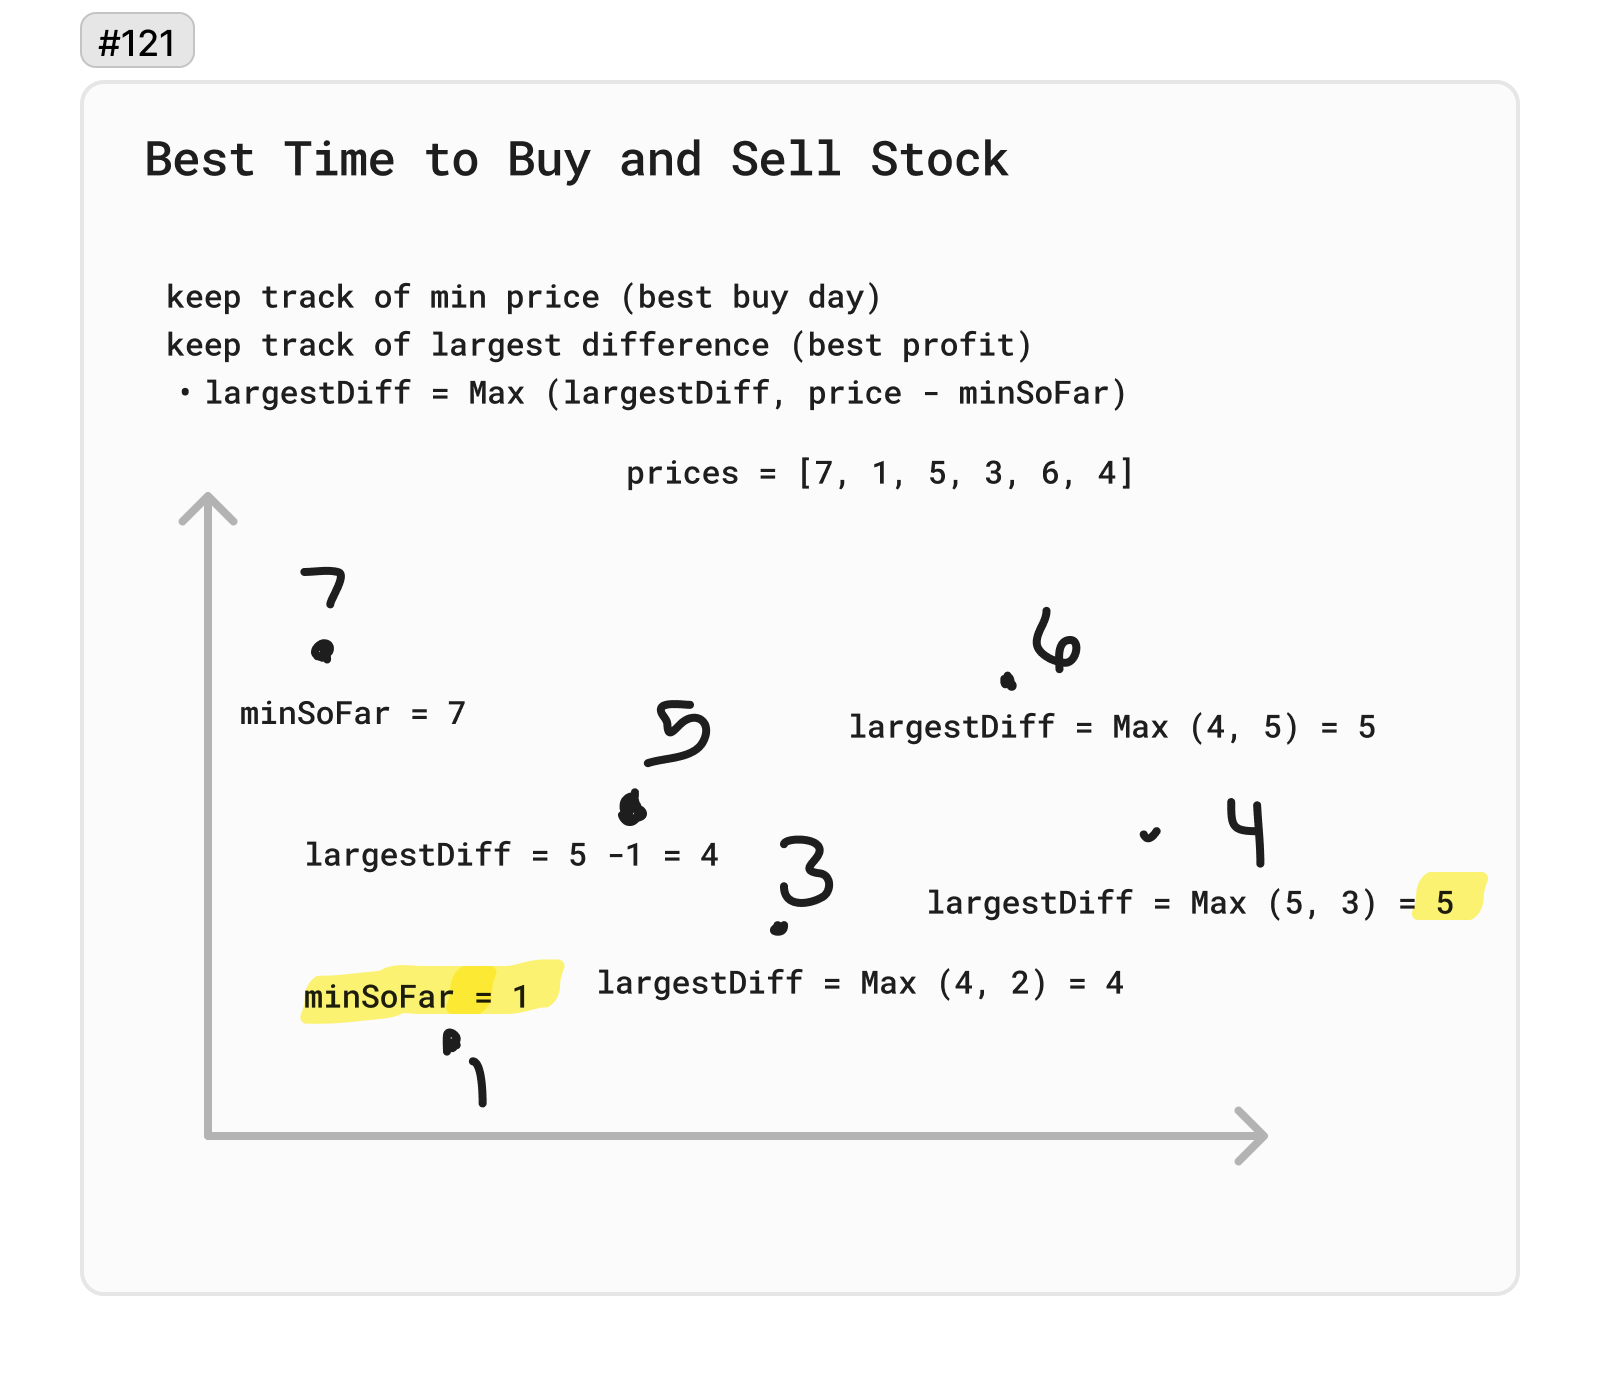 #121
Best Time to Buy and Sell Stock
keep track of min price (best buy day)
keep track of largest difference (best profit)
• largestDiff = Max (largestDiff, price - minSoFar)
prices = [7, 1, 5, 3, 6, 4]
7
minSoFar = 7
6
largestDiff = Max (4, 5) = 5
5
largestDiff = 5 -1 = 4
4
largestDiff = Max (5, 3) = 5
3
largestDiff = Max (4, 2) = 4
minSoFar = 1
1